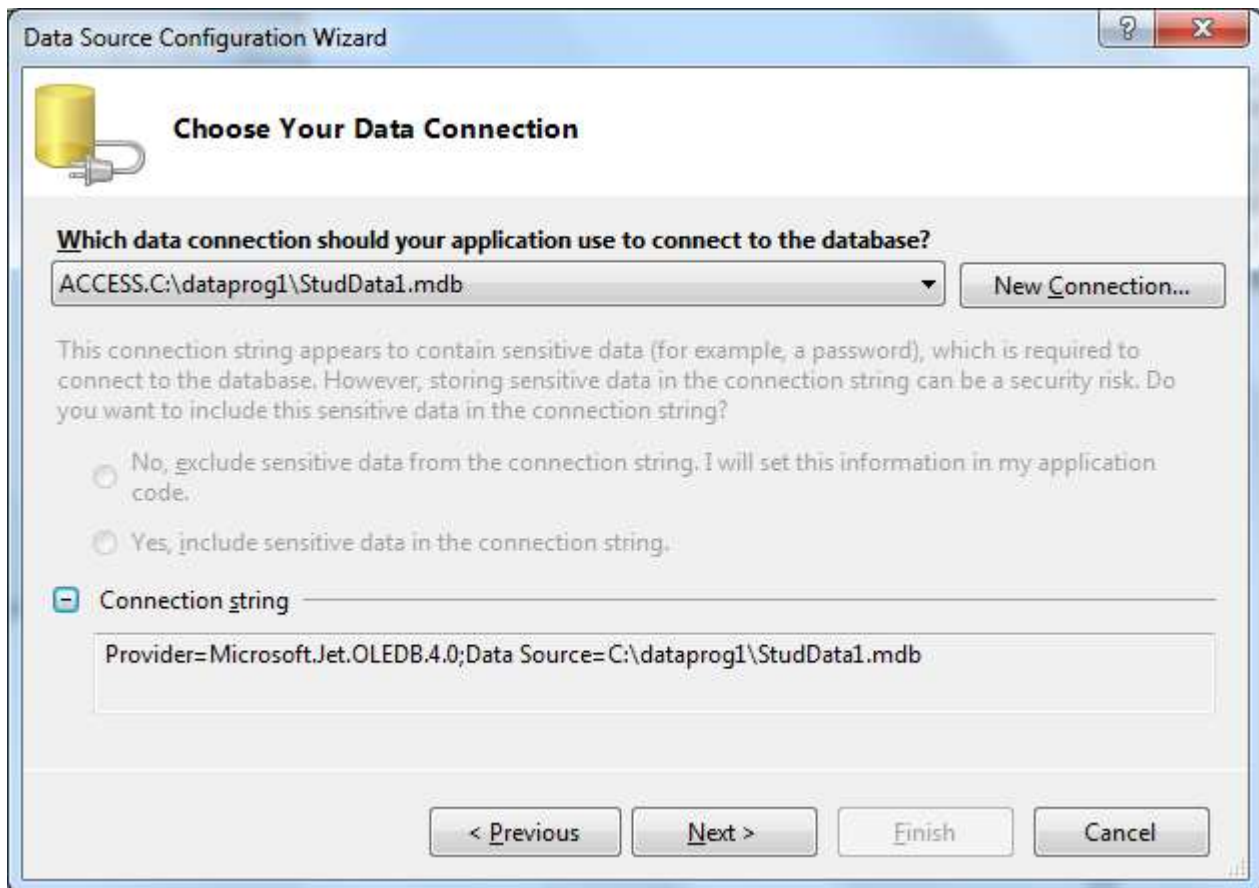 Data Source Configuration Wizard
Choose Your Data Connection
Which data connection should your application use to connect to the database?
ACCESS.C:\dataprog1\StudData1.mdb
New Connection...
This connection string appears to contain sensitive data (for example, a password), which is required to
connect to the database. However, storing sensitive data in the connection string can be a security risk. Do
you want to include this sensitive data in the connection string?
No, exclude sensitive data from the connection string. I will set this information in my application
code.
Yes, include sensitive data in the connection string.
Connection string
Provider=Microsoft.Jet.OLEDB.4.0;Data Source=C:\dataprog1\StudData1.mdb
< Previous
Next >
Finish
Cancel